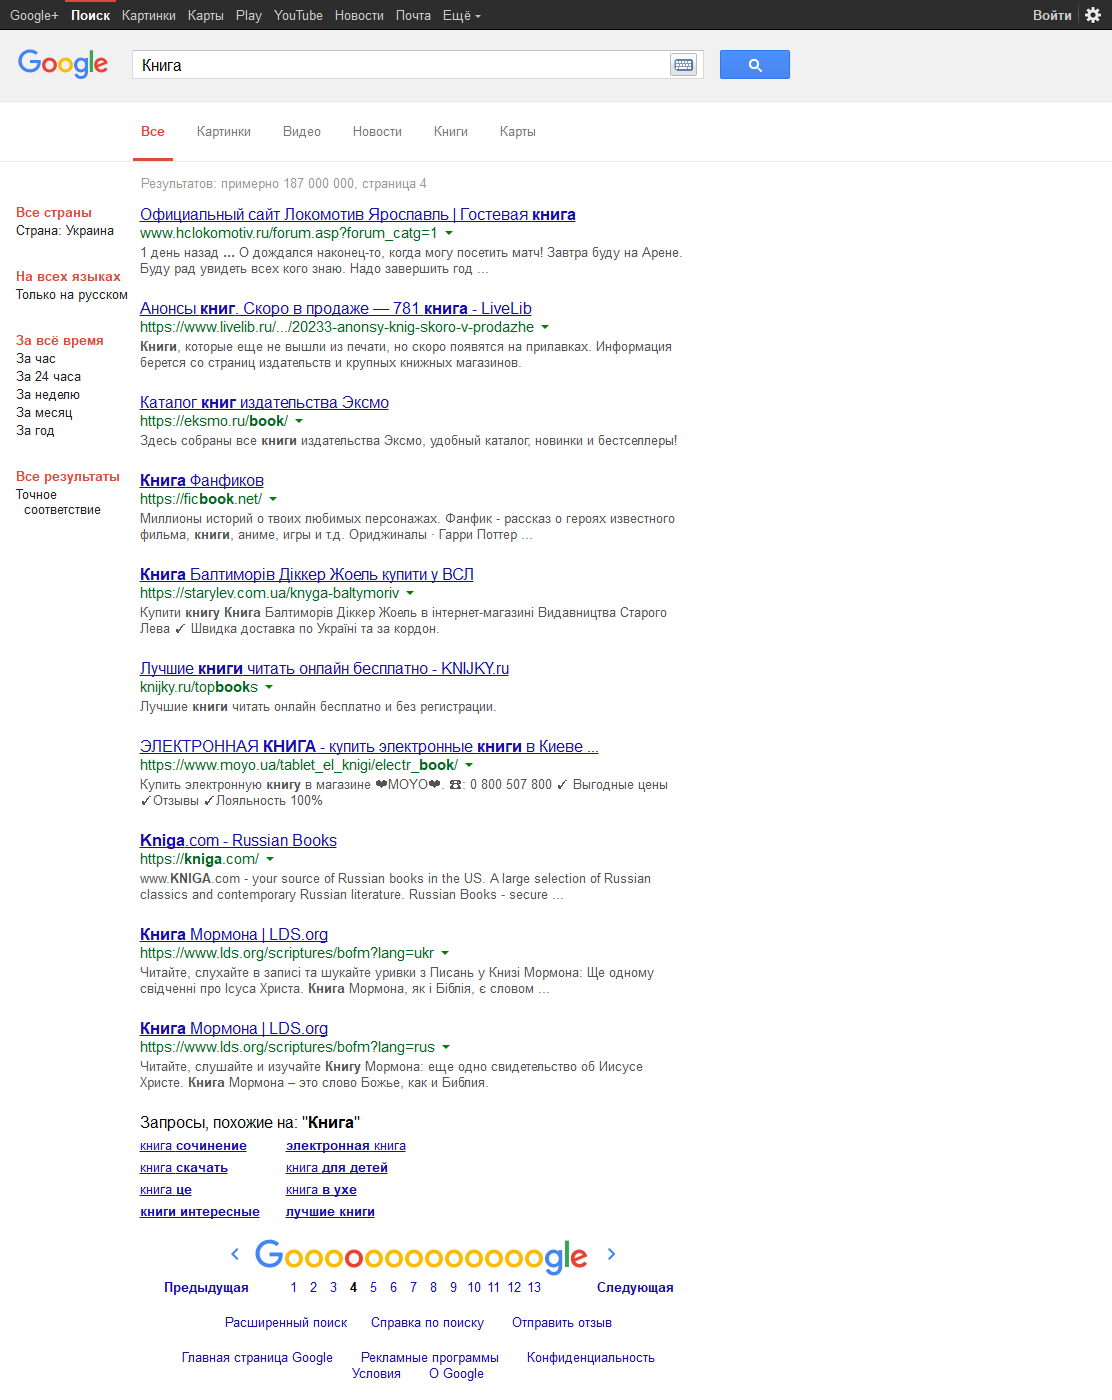 Google+ Поиск Картинки Карты Play YouTube Новости Почта Ещё Войти
Google Книга
Все Картинки Видео Новости Книги Карты
Результатов: примерно 187 000 000, страница 4
Все страны
Страна: Украина
На всех языках
Только на русском
За всё время
За час
За 24 часа
За неделю
За месяц
За год
Все результаты
Точное
соответствие
Официальный сайт Локомотив Ярославль | Гостевая книга
www.hclokomotiv.ru/forum.asp?forum_catg=1
1 день назад ... О дождался наконец-то, когда могу посетить матч! Завтра буду на Арене.
Буду рад увидеть всех кого знаю. Надо завершить год ...
Анонсы книг. Скоро в продаже — 781 книга - LiveLib
https://www.livelib.ru/.../20233-anonsy-knig-skoro-v-prodazhe
Книги, которые еще не вышли из печати, но скоро появятся на прилавках. Информация
берется со страниц издательств и крупных книжных магазинов.
Каталог книг издательства Эксмо
https://eksmo.ru/book/
Здесь собраны все книги издательства Эксмо, удобный каталог, новинки и бестселлеры!
Книга Фанфиков
https://ficbook.net/
Миллионы историй о твоих любимых персонажах. Фанфик - рассказ о героях известного
фильма, книги, аниме, игры и т.д. Ориджиналы · Гарри Поттер ...
Книга Балтиморів Діккер Жоель купити у ВСЛ
https://starylev.com.ua/knyga-baltymoriv
Купити книгу Книга Балтиморів Діккер Жоель в інтернет-магазині Видавництва Старого
Лева ✓ Швидка доставка по Україні та за кордон.
Лучшие книги читать онлайн бесплатно - KNIJKY.ru
knijky.ru/topbooks
Лучшие книги читать онлайн бесплатно и без регистрации.
ЭЛЕКТРОННАЯ КНИГА - купить электронные книги в Киеве ...
https://www.moyo.ua/tablet_el_knigi/electr_book/
Купить электронную книгу в магазине ❤MOYO❤. ☎: 0 800 507 800 ✓ Выгодные цены
✓Отзывы ✓Лояльность 100%
Kniga.com - Russian Books
https://kniga.com/
www.KNIGA.com - your source of Russian books in the US. A large selection of Russian
classics and contemporary Russian literature. Russian Books - secure ...
Книга Мормона | LDS.org
https://www.lds.org/scriptures/bofm?lang=ukr
Читайте, слухайте в записі та шукайте уривки з Писань у Книзі Мормона: Ще одному
свідченні про Ісуса Христа. Книга Мормона, як і Біблія, є словом ...
Книга Мормона | LDS.org
https://www.lds.org/scriptures/bofm?lang=rus
Читайте, слушайте и изучайте Книгу Мормона: еще одно свидетельство об Иисусе
Христе. Книга Мормона – это слово Божье, как и Библия.
Запросы, похожие на: "Книга"
книга сочинение электронная книга
книга скачать книга для детей
книга це книга в ухе
книги интересные лучшие книги
Goooooooooooooogle
Предыдущая 1 2 3 4 5 6 7 8 9 10 11 12 13 Следующая
Расширенный поиск Справка по поиску Отправить отзыв
Главная страница Google Рекламные программы Конфиденциальность
Условия О Google